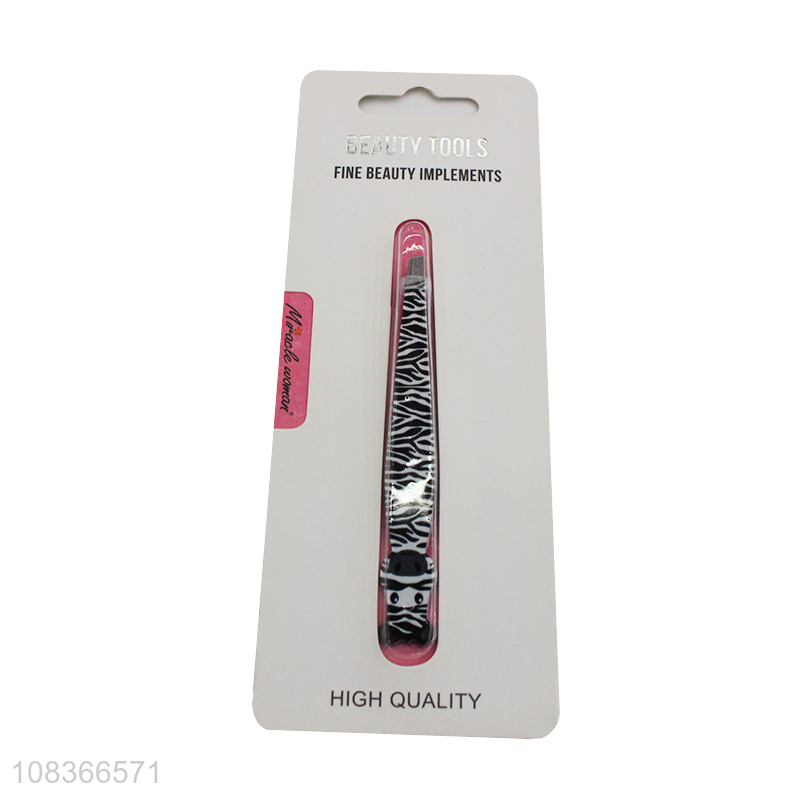 BEAUTY TOOLS
FINE BEAUTY IMPLEMENTS
Miracle woman®
HIGH QUALITY
108366571